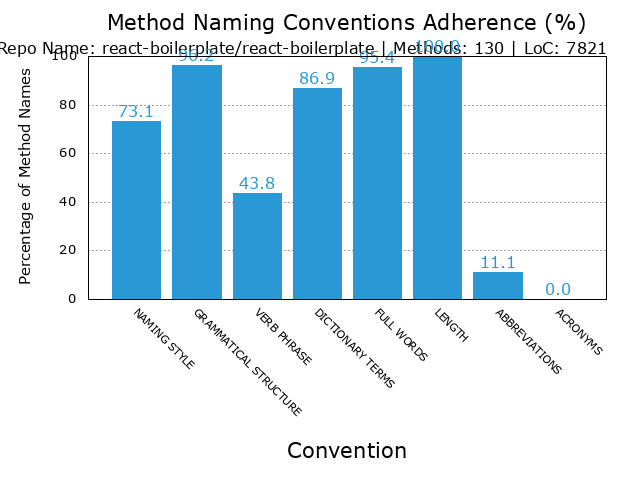 Method Naming Conventions Adherence (%)
Repo Name: react-boilerplate/react-boilerplate | Methods: 130 | LoC: 7821
Percentage of Method Names
100
80
60
40
20
0
73.1
96.2
43.8
86.9
95.4
100.0
11.1
0.0
NAMING STYLE
GRAMMATICAL STRUCTURE
VERB PHRASE
DICTIONARY TERMS
FULL WORDS
LENGTH
ABBREVIATIONS
ACRONYMS
Convention